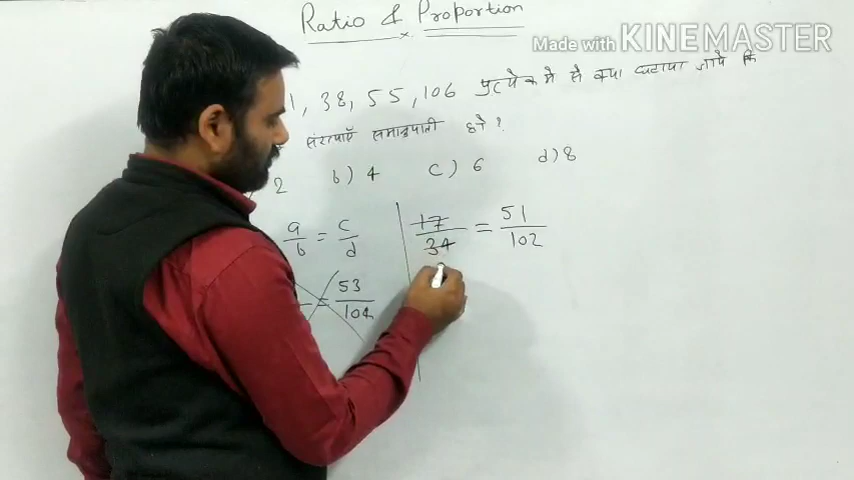 Ratio & Proportion
Made with KINEMASTER
1, 38, 55, 106 प्रत्येक मे से क्या घटाया जाये कि
संख्याएँ समानुपाती हो ?
2 b) 4 c) 6 d) 8
a/b = c/d
17/34 = 51/102
= 53/104